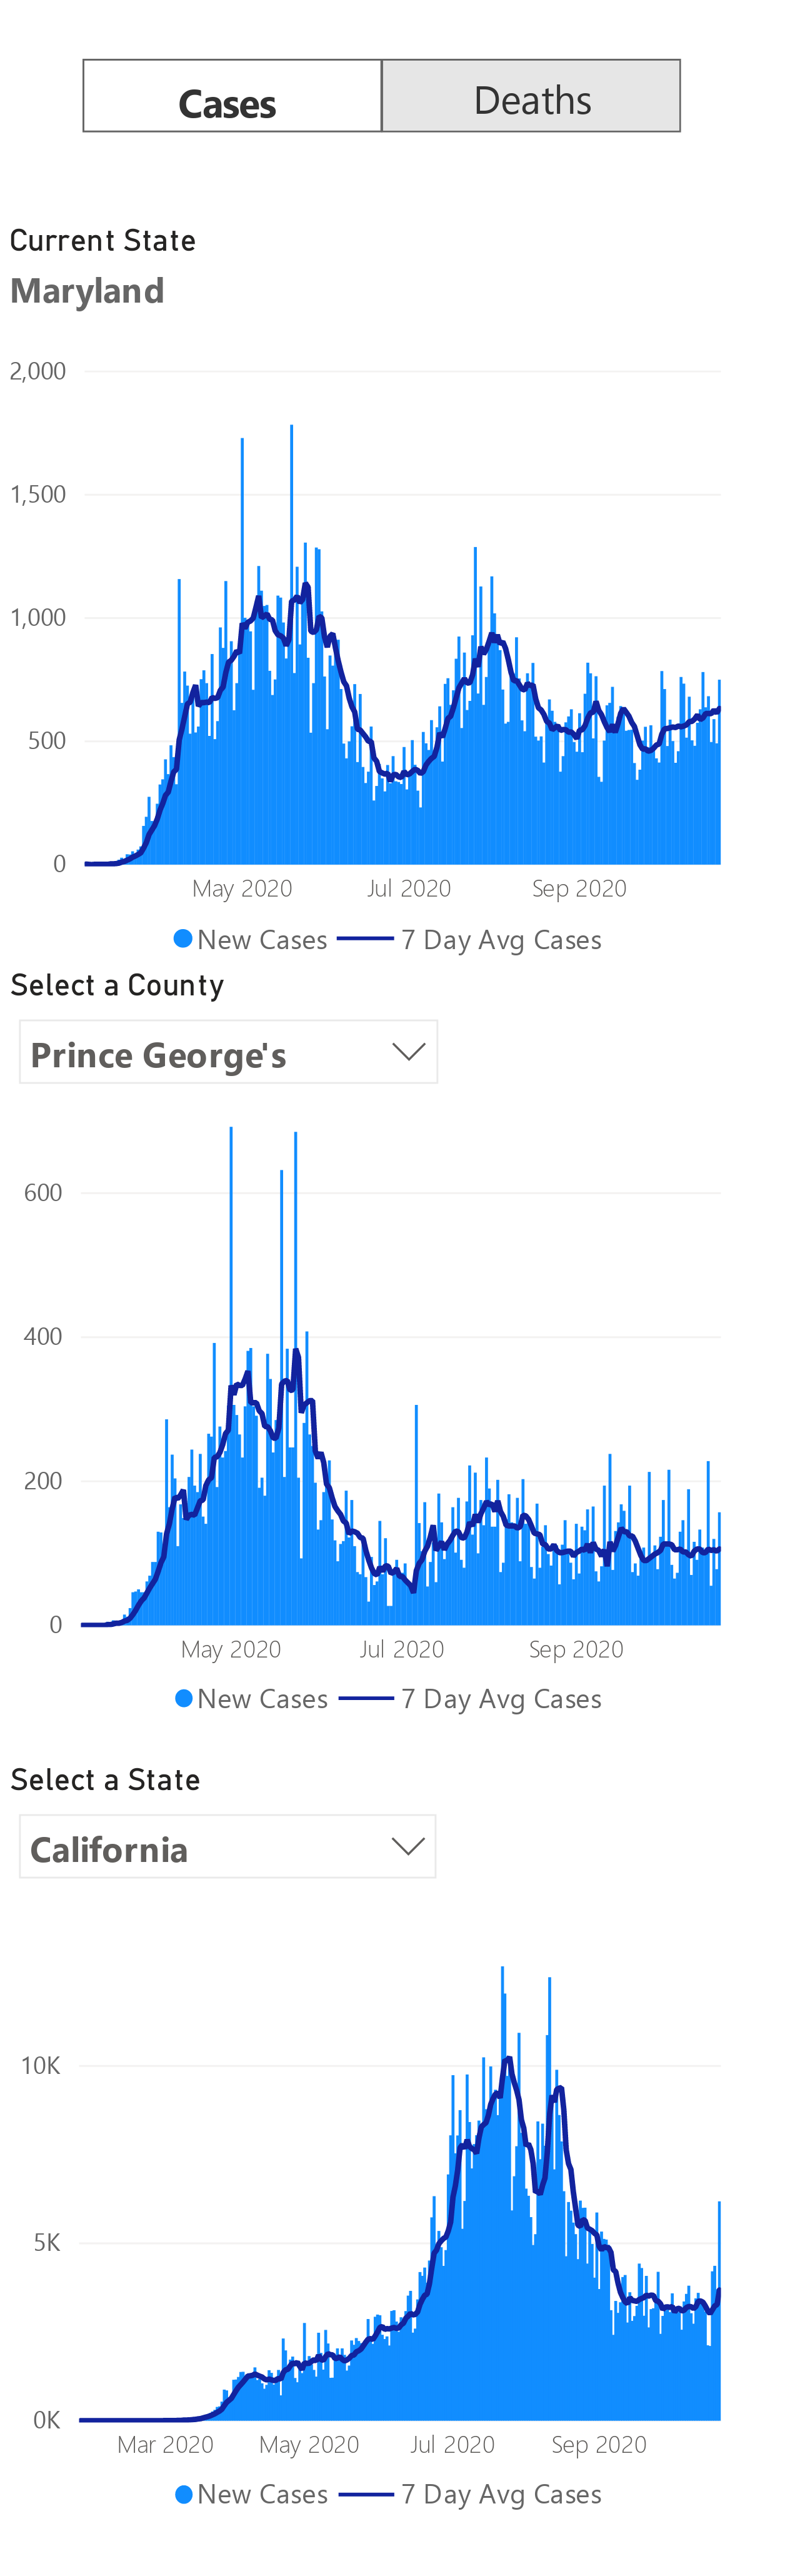 Cases Deaths
Current State
Maryland
2,000
1,500
1,000
500
0
May 2020 Jul 2020 Sep 2020
New Cases 7 Day Avg Cases
Select a County
Prince George's
600
400
200
0
May 2020 Jul 2020 Sep 2020
New Cases 7 Day Avg Cases
Select a State
California
10K
5K
0K
Mar 2020 May 2020 Jul 2020 Sep 2020
New Cases 7 Day Avg Cases